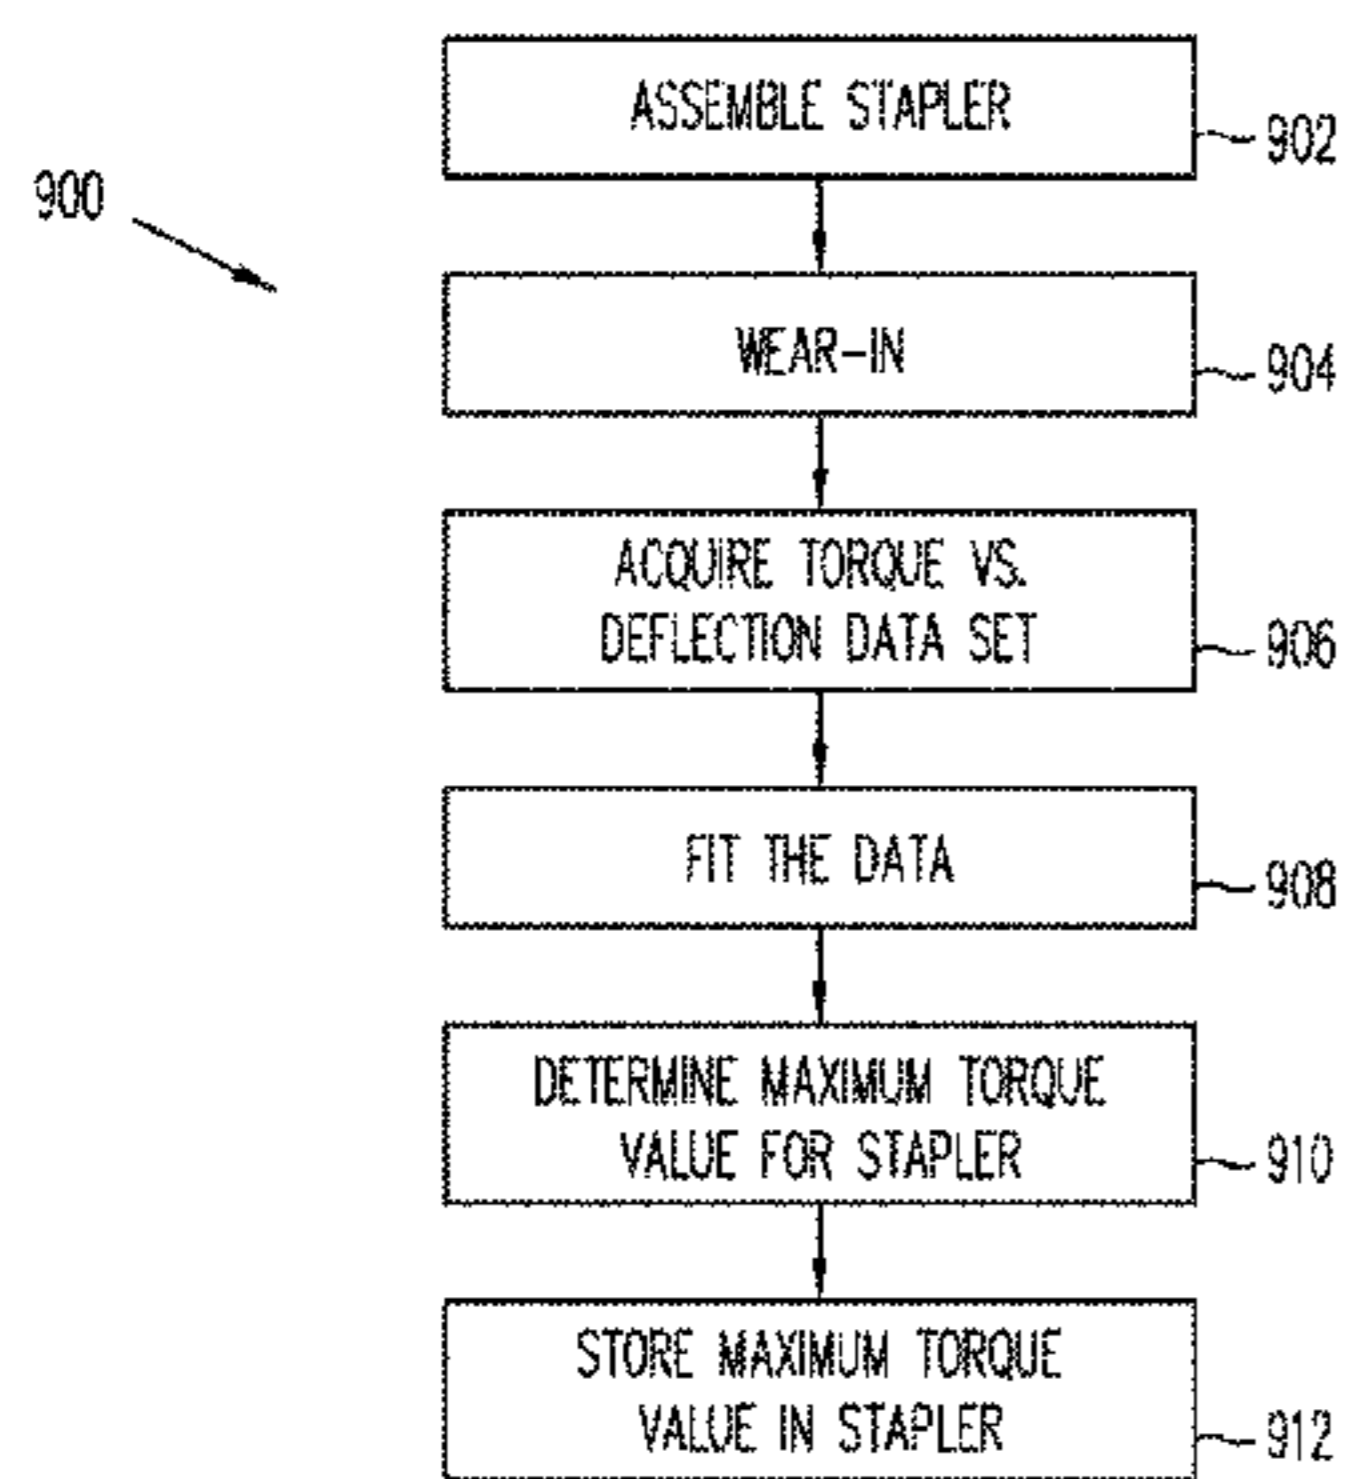 ASSEMBLE STAPLER
902
900
WEAR-IN
904
ACQUIRE TORQUE VS.
DEFLECTION DATA SET
906
FIT THE DATA
908
DETERMINE MAXIMUM TORQUE
VALUE FOR STAPLER
910
STORE MAXIMUM TORQUE
VALUE IN STAPLER
912